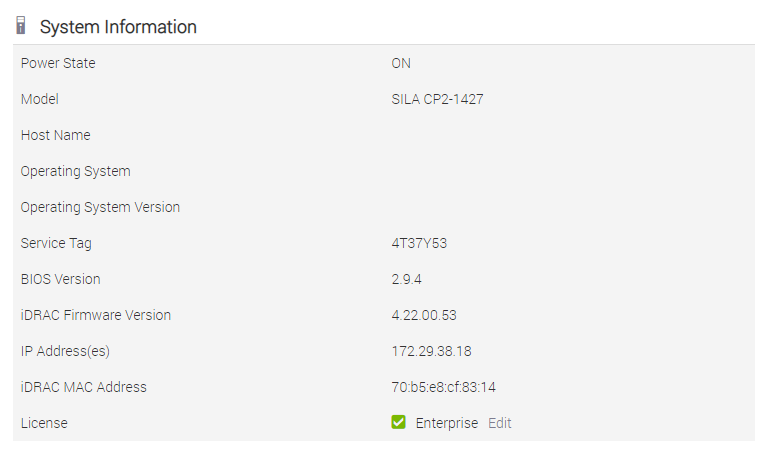 System Information
Power State ON
Model SILA CP2-1427
Host Name
Operating System
Operating System Version
Service Tag 4T37Y53
BIOS Version 2.9.4
iDRAC Firmware Version 4.22.00.53
IP Address(es) 172.29.38.18
iDRAC MAC Address 70:b5:e8:cf:83:14
License Enterprise Edit